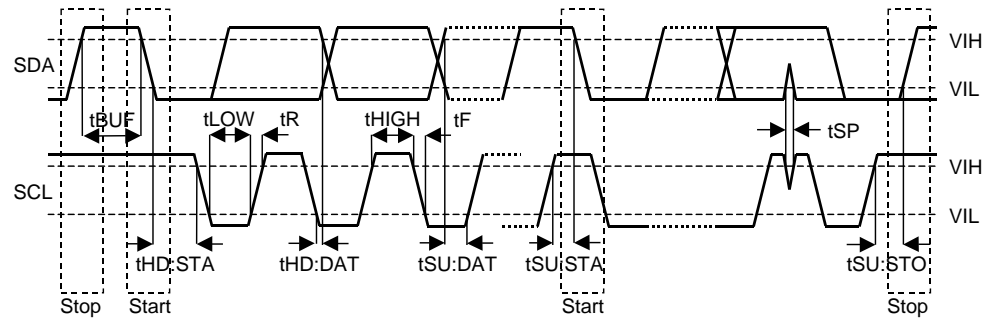 VIH
SDA
VIL
tBUF
tLOW
tR
tHIGH
tF
tSP
VIH
SCL
VIL
tHD:STA
tHD:DAT
tSU:DAT
tSU:STA
tSU:STO
Stop
Start
Start
Stop